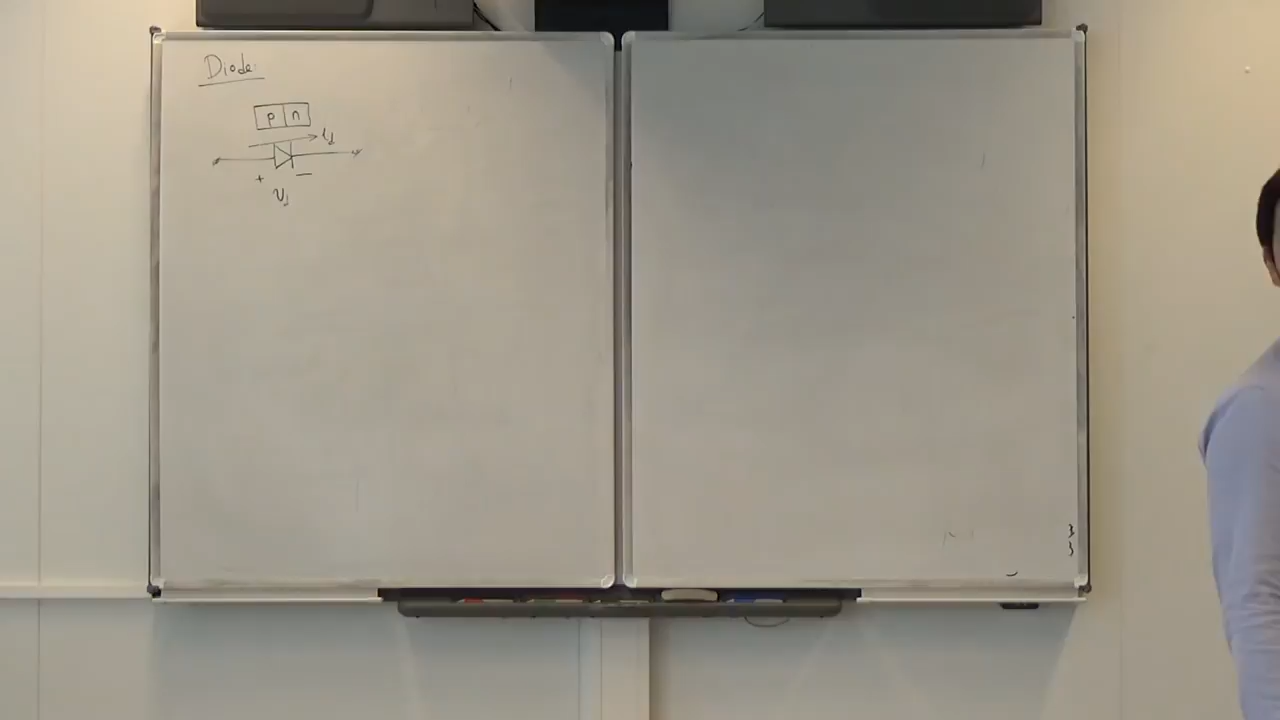 Diode:
p n
i_d
+ −
v_d